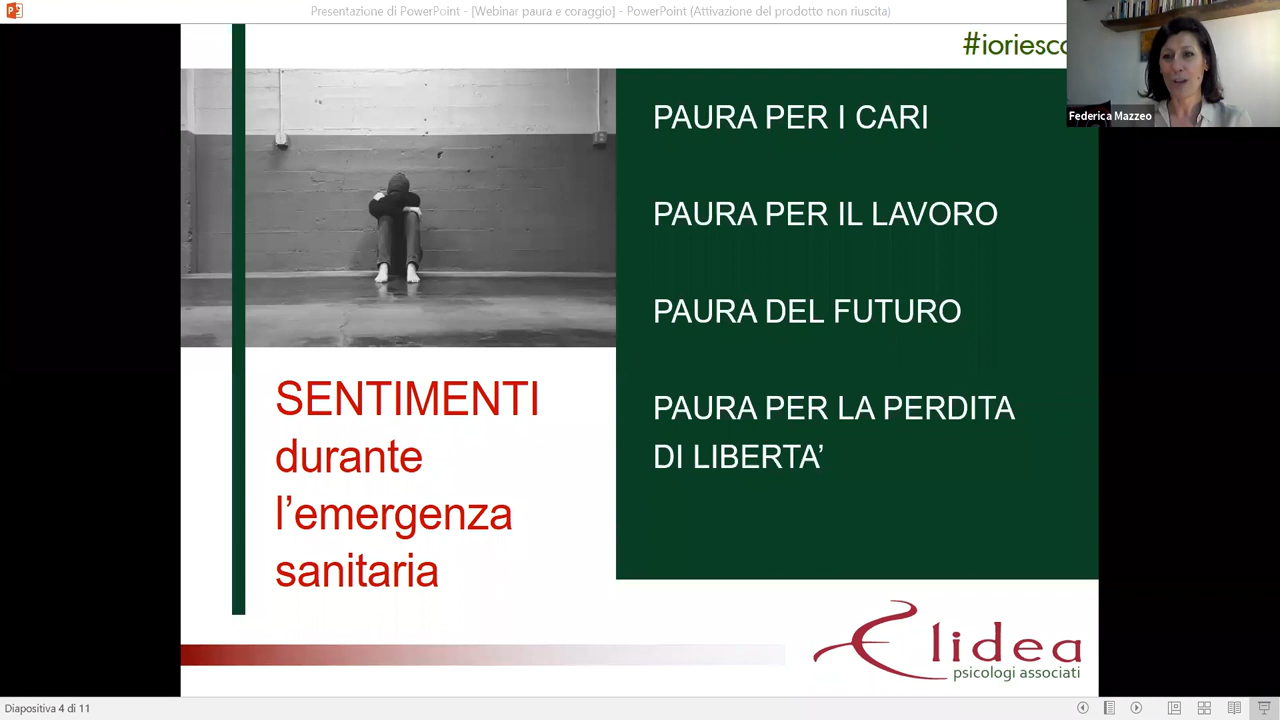 Presentazione di PowerPoint - [Webinar paura e coraggio] - PowerPoint (Attivazione del prodotto non riuscita)
#ioriesco
Federica Mazzeo
PAURA PER I CARI
PAURA PER IL LAVORO
PAURA DEL FUTURO
PAURA PER LA PERDITA
DI LIBERTA’
SENTIMENTI
durante
l’emergenza
sanitaria
Elidea
psicologi associati
Diapositiva 4 di 11